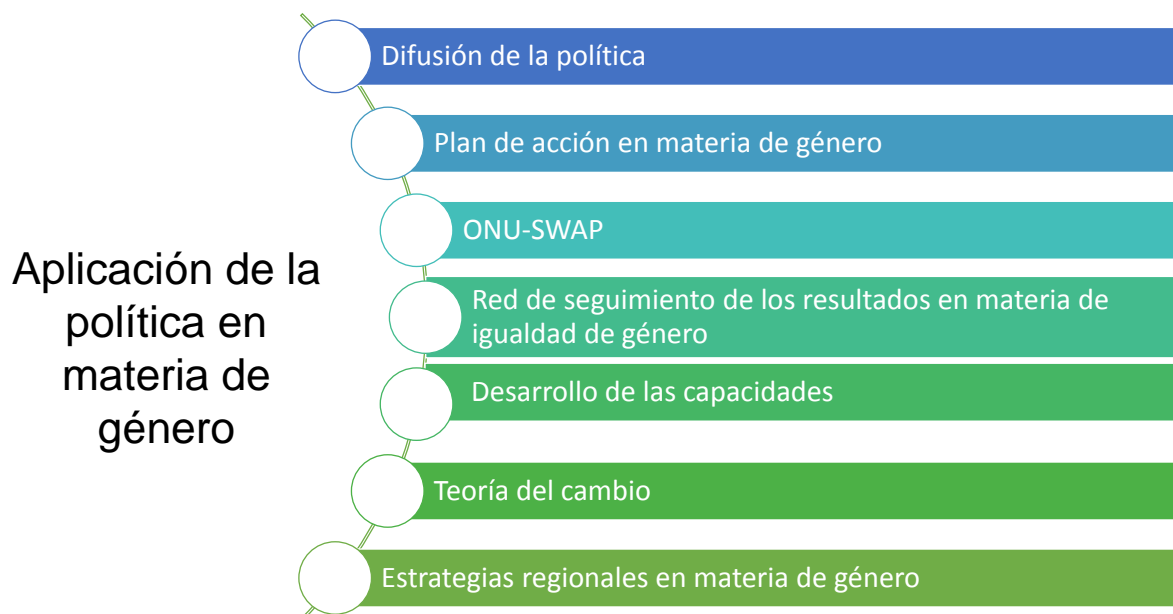 Aplicación de la
política en
materia de
género
Difusión de la política
Plan de acción en materia de género
ONU-SWAP
Red de seguimiento de los resultados en materia de
igualdad de género
Desarrollo de las capacidades
Teoría del cambio
Estrategias regionales en materia de género